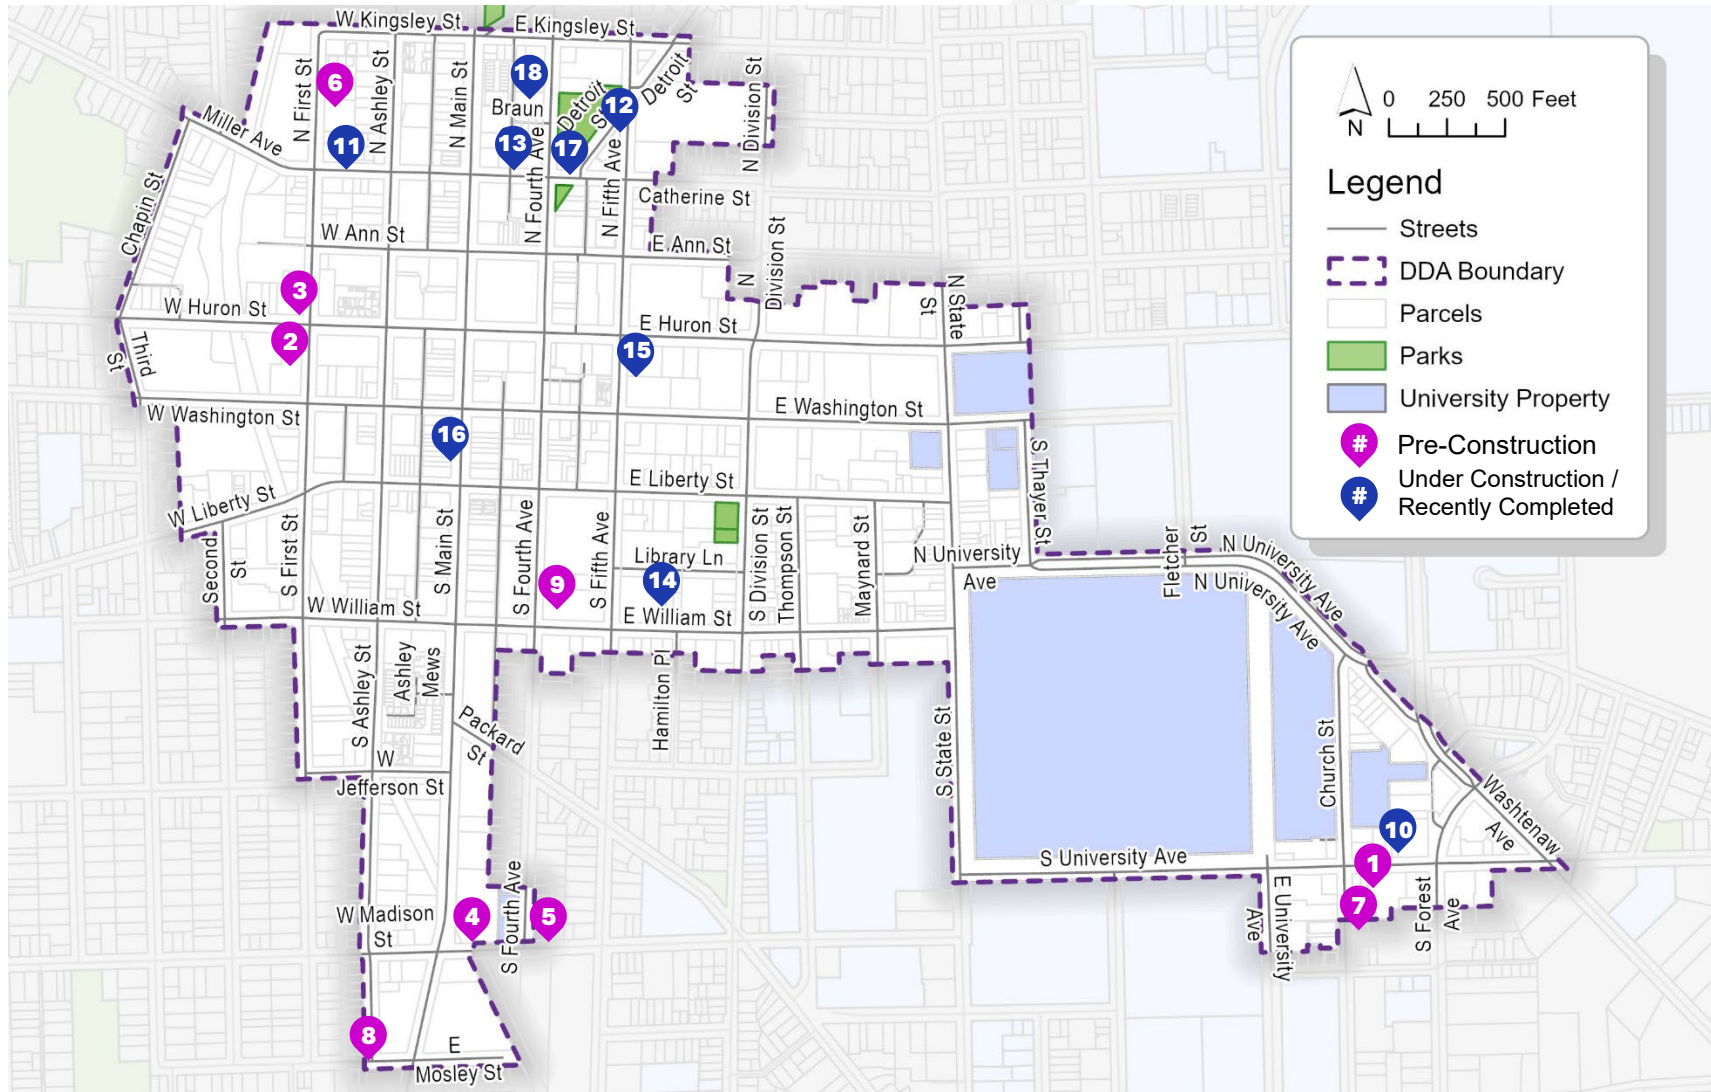 W Kingsley St
E Kingsley St
N First St
6
N Ashley St
N Main St
18
Braun
Detroit
St
12
Detroit
St
N Division St
Miller Ave
11
13
N Fourth Ave
17
N Fifth Ave
Catherine St
Chapin St
W Ann St
E Ann St
N
Division St
3
W Huron St
E Huron St
N State
St
2
15
Third
St
W Washington St
E Washington St
16
S Thayer St
E Liberty St
W Liberty St
Second
St
S First St
S Main St
S Fourth Ave
S Fifth Ave
Library Ln
S Division St
Thompson St
Maynard St
N University
Ave
Fletcher
St
N University Ave
N University Ave
9
14
W William St
E William St
S Ashley St
Ashley
Mews
Hamilton Pl
Packard
St
W
Jefferson St
S State St
Church St
Washtenaw
Ave
10
S University Ave
1
7
E University
Ave
S Forest
Ave
W Madison
St
4
S Fourth Ave
5
8
E
Mosley St
N
0 250 500 Feet
Legend
Streets
DDA Boundary
Parcels
Parks
University Property
# Pre-Construction
# Under Construction /
Recently Completed